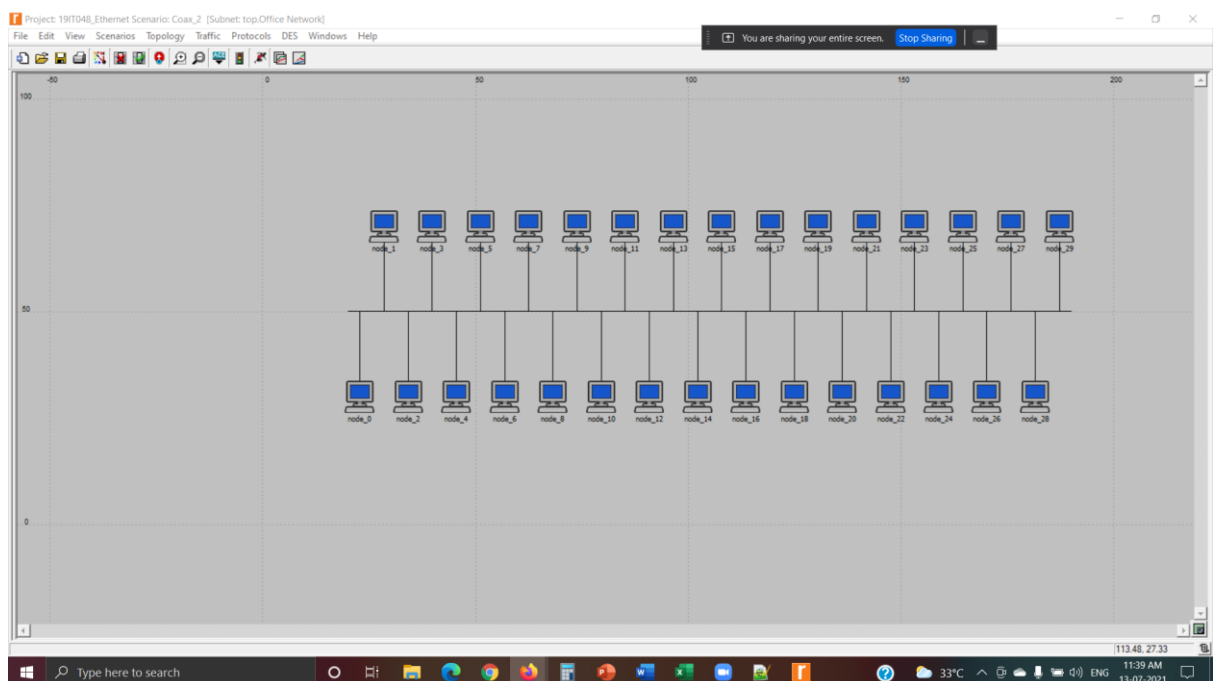 Project: 19IT048_Ethernet Scenario: Coax_2 [Subnet: top.Office Network]
File Edit View Scenarios Topology Traffic Protocols DES Windows Help
You are sharing your entire screen. Stop Sharing
-50 0 50 100 150 200
100
node_1 node_3 node_5 node_7 node_9 node_11 node_13 node_15 node_17 node_19 node_21 node_23 node_25 node_27 node_29
50
node_0 node_2 node_4 node_6 node_8 node_10 node_12 node_14 node_16 node_18 node_20 node_22 node_24 node_26 node_28
0
113.48, 27.33
Type here to search
33°C ENG 11:39 AM
13-07-2021